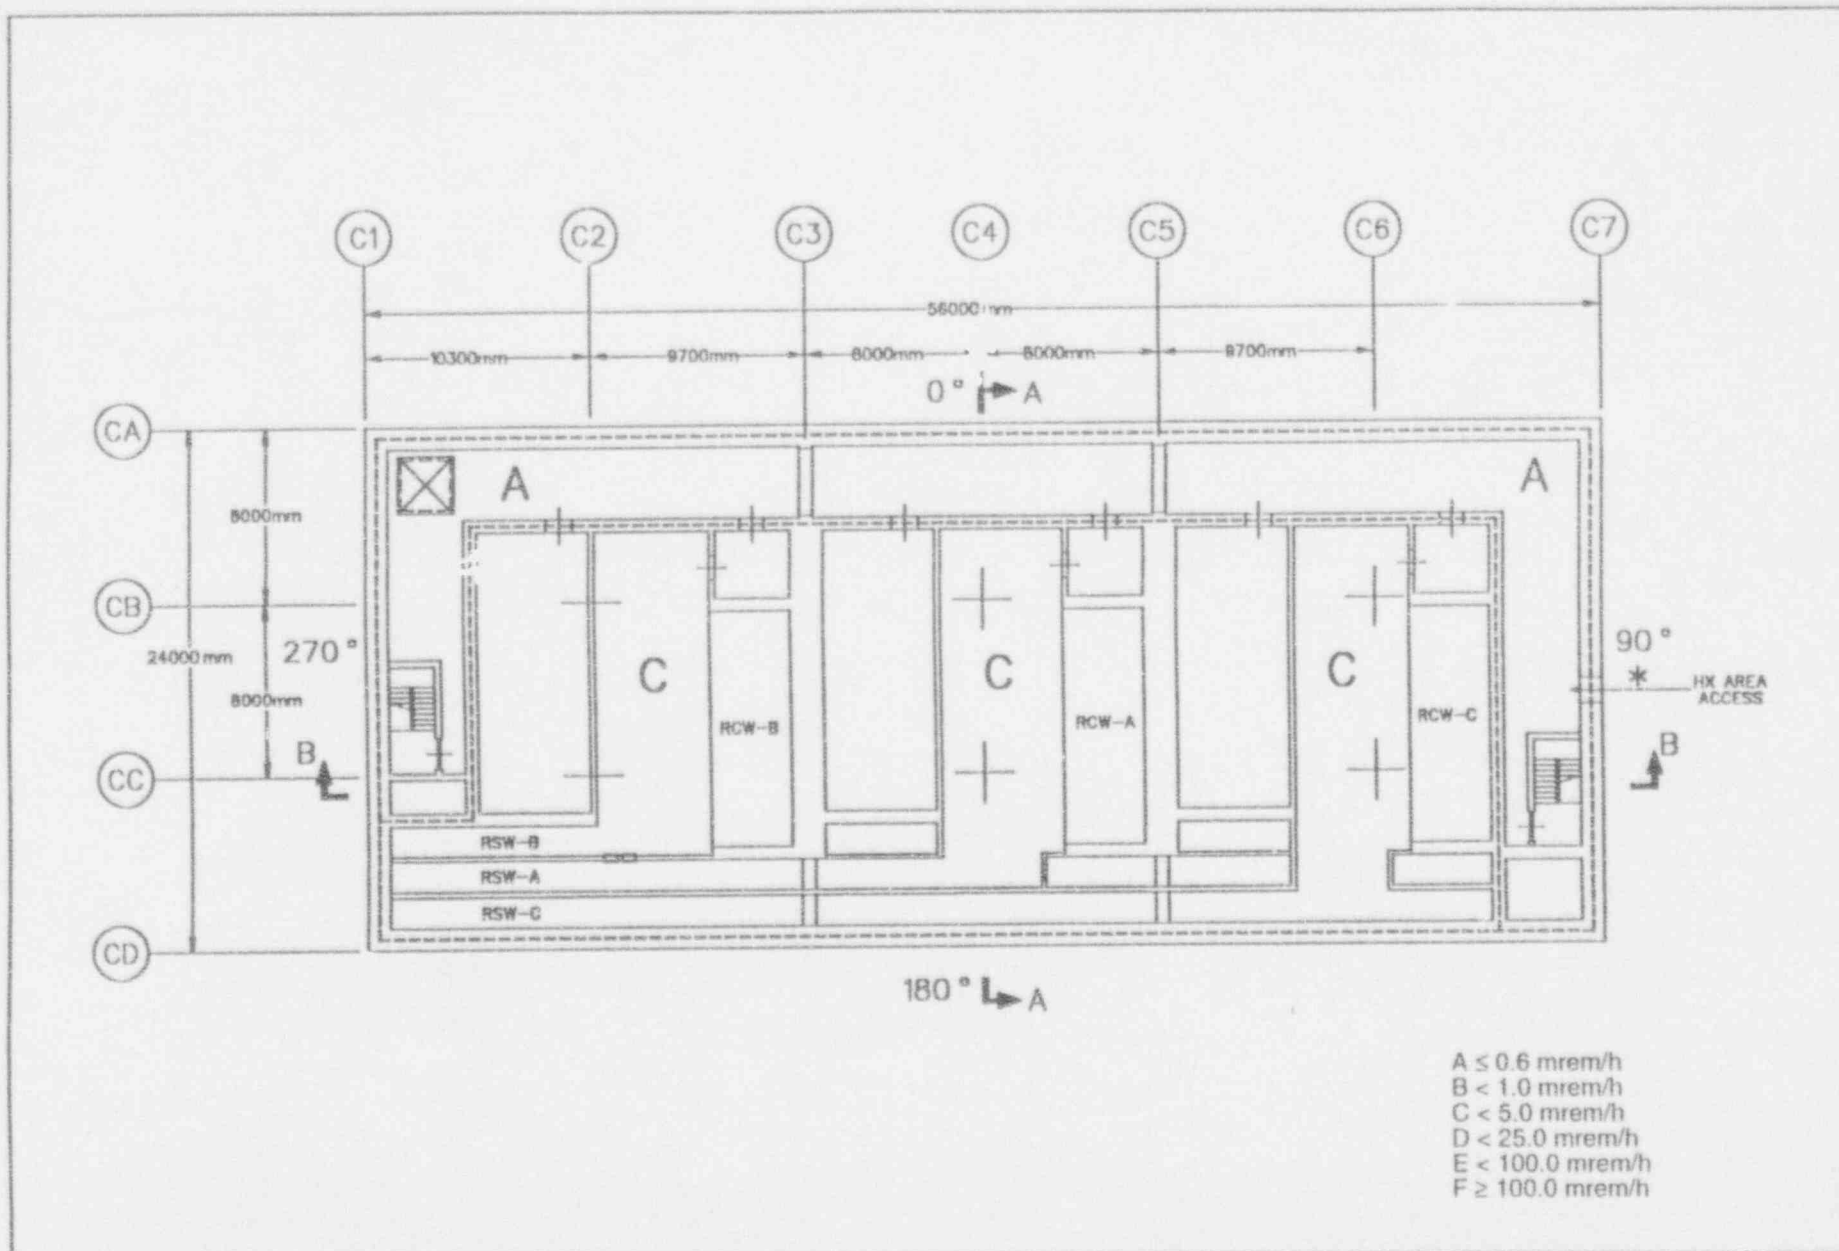 C1 C2 C3 C4 C5 C6 C7
56000mm
10300mm 9700mm 8000mm 8000mm 9700mm
0° A
CA
A A
8000mm
CB
270° 90°
24000mm
C C C
*
HX AREA
ACCESS
8000mm
RCW-B RCW-A RCW-C
B B
CC
RSW-B
RSW-A
RSW-C
CD
180° A
A ≤ 0.6 mrem/h
B < 1.0 mrem/h
C < 5.0 mrem/h
D < 25.0 mrem/h
E < 100.0 mrem/h
F ≥ 100.0 mrem/h